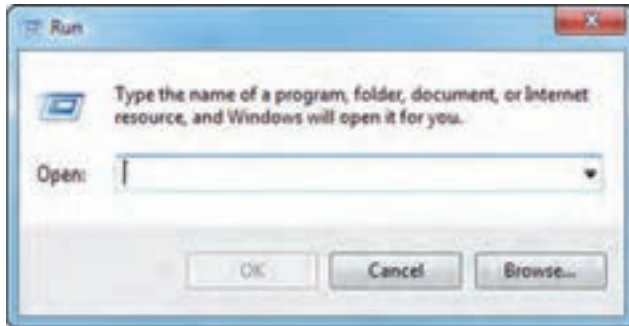 Run
Type the name of a program, folder, document, or Internet
resource, and Windows will open it for you.
Open:
OK
Cancel
Browse...